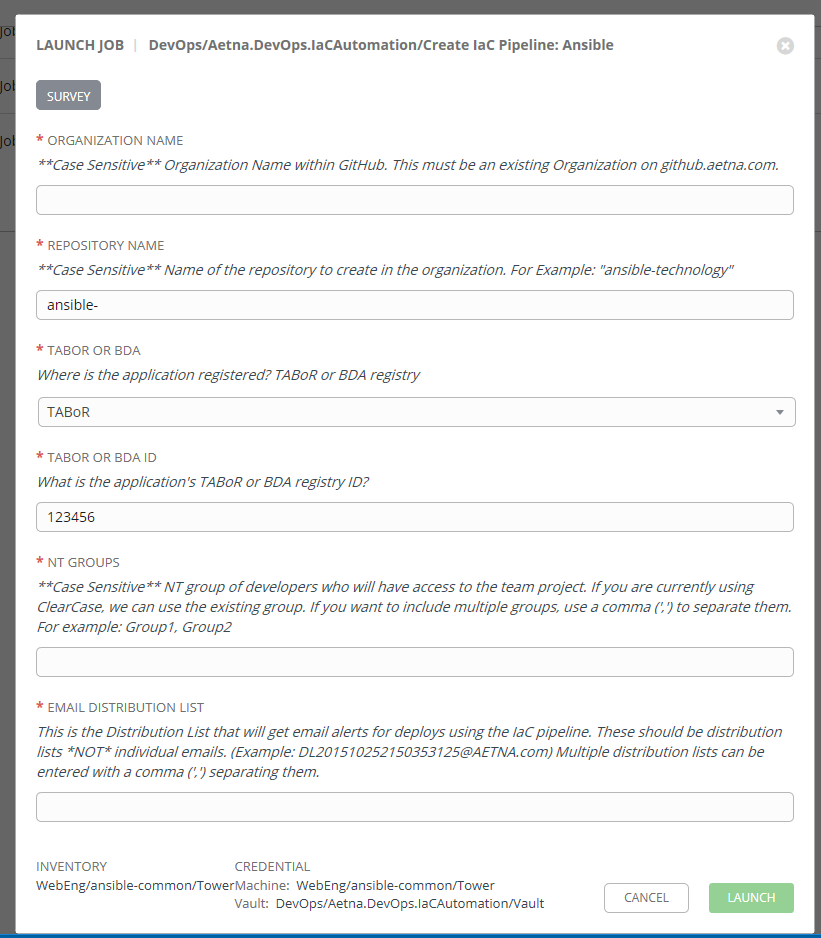 Job
Job
Job
LAUNCH JOB | DevOps/Aetna.DevOps.IaCAutomation/Create IaC Pipeline: Ansible
SURVEY
* ORGANIZATION NAME
**Case Sensitive** Organization Name within GitHub. This must be an existing Organization on github.aetna.com.
* REPOSITORY NAME
**Case Sensitive** Name of the repository to create in the organization. For Example: "ansible-technology"
ansible-
* TABOR OR BDA
Where is the application registered? TABoR or BDA registry
TABoR
* TABOR OR BDA ID
What is the application's TABoR or BDA registry ID?
123456
* NT GROUPS
**Case Sensitive** NT group of developers who will have access to the team project. If you are currently using
ClearCase, we can use the existing group. If you want to include multiple groups, use a comma (',') to separate them.
For example: Group1, Group2
* EMAIL DISTRIBUTION LIST
This is the Distribution List that will get email alerts for deploys using the IaC pipeline. These should be distribution
lists *NOT* individual emails. (Example: DL201510252150353125@AETNA.com) Multiple distribution lists can be
entered with a comma (',') separating them.
INVENTORY CREDENTIAL
WebEng/ansible-common/Tower Machine: WebEng/ansible-common/Tower
Vault: DevOps/Aetna.DevOps.IaCAutomation/Vault
CANCEL LAUNCH